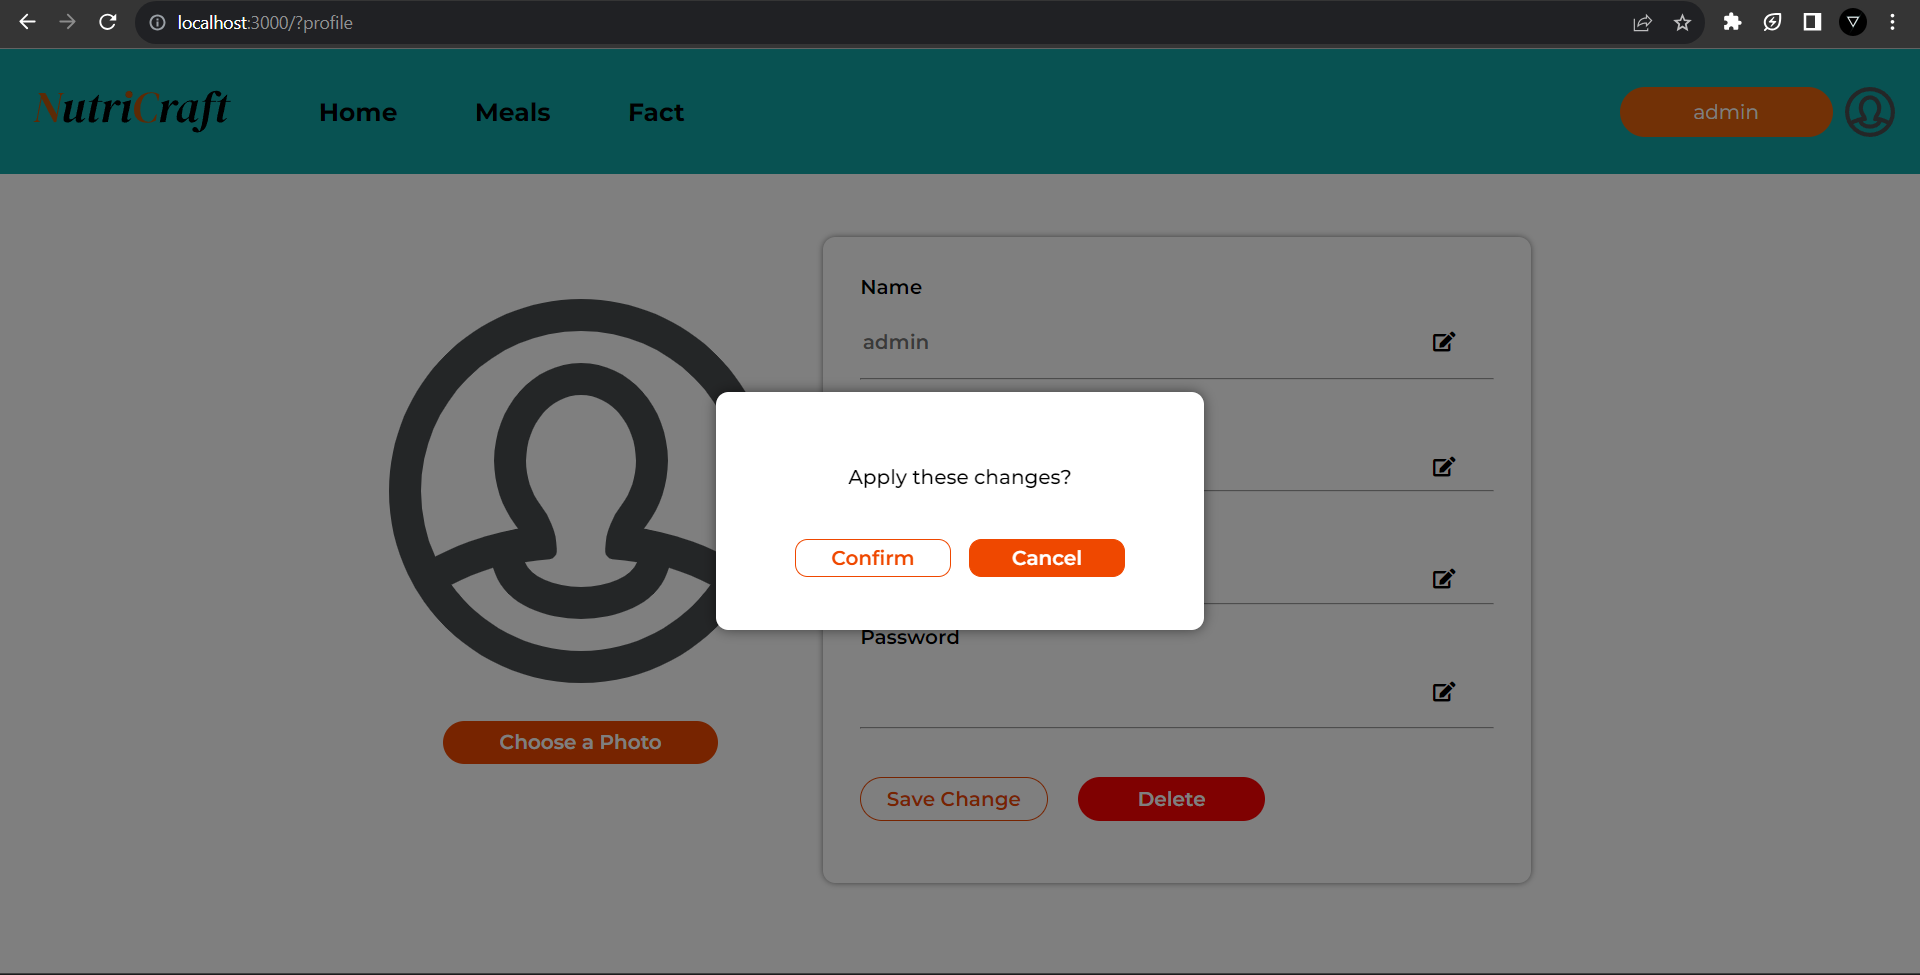 localhost:3000/?profile
NutriCraft
Home
Meals
Fact
admin
Name
admin
Apply these changes?
Confirm
Cancel
Password
Choose a Photo
Save Change
Delete